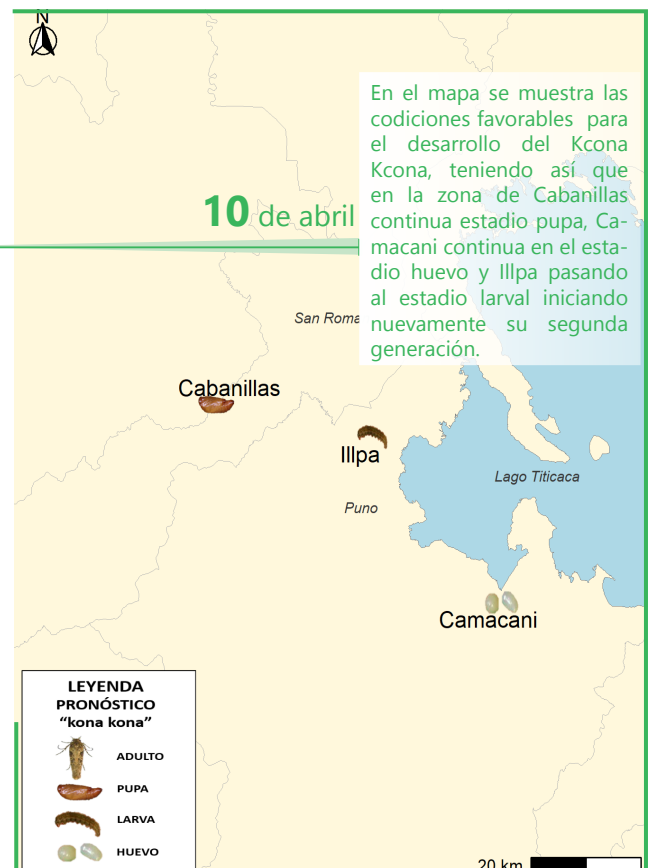 N
En el mapa se muestra las
codiciones favorables para
el desarrollo del Kcona
Kcona, teniendo así que
en la zona de Cabanillas
continua estadio pupa, Ca-
macani continua en el esta-
dio huevo y Illpa pasando
al estadio larval iniciando
nuevamente su segunda
generación.
10 de abril
San Roma
Cabanillas
Illpa
Lago Titicaca
Puno
Camacani
LEYENDA
PRONÓSTICO
“kona kona”
ADULTO
PUPA
LARVA
HUEVO
20 km